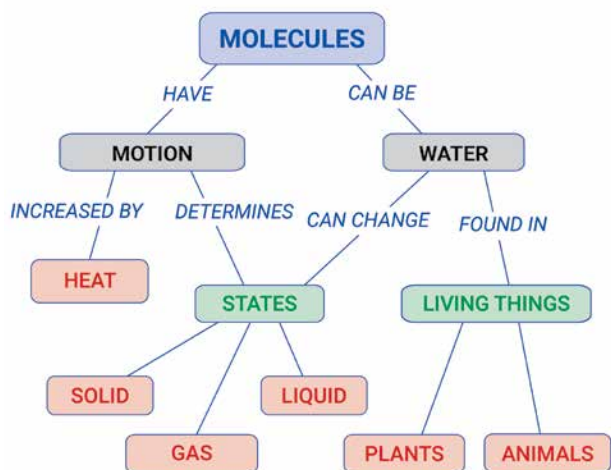 MOLECULES
HAVE
CAN BE
MOTION
WATER
INCREASED BY
DETERMINES
CAN CHANGE
FOUND IN
HEAT
STATES
LIVING THINGS
SOLID
LIQUID
GAS
PLANTS
ANIMALS